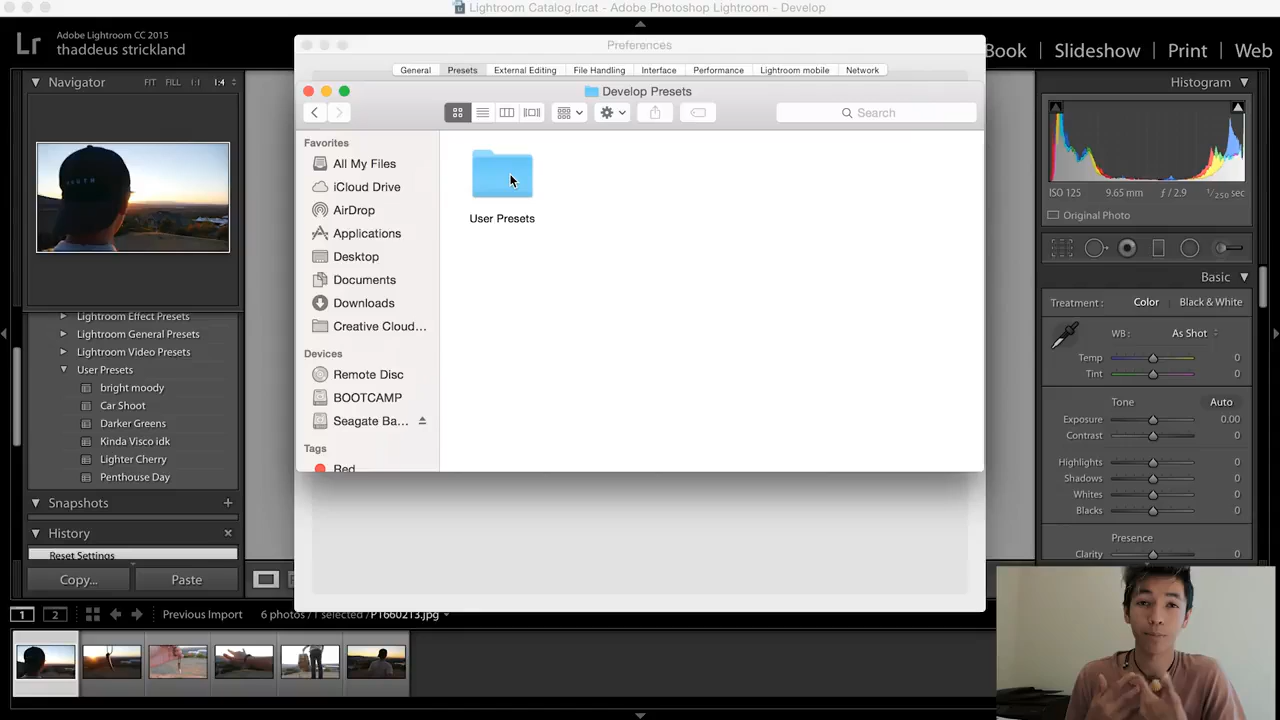 Lightroom Catalog.lrcat - Adobe Photoshop Lightroom - Develop
Lr
Adobe Lightroom CC 2015
thaddeus strickland
Book | Slideshow | Print | Web
Preferences
General Presets External Editing File Handling Interface Performance Lightroom mobile Network
Develop Presets
Search
Favorites
All My Files
iCloud Drive
AirDrop
Applications
Desktop
Documents
Downloads
Creative Cloud...
Devices
Remote Disc
BOOTCAMP
Seagate Ba...
Tags
Red
User Presets
Navigator FIT FILL 1:1 1:4
Lightroom Effect Presets
Lightroom General Presets
Lightroom Video Presets
User Presets
bright moody
Car Shoot
Darker Greens
Kinda Visco idk
Lighter Cherry
Penthouse Day
Snapshots
History
Reset Settings
Copy... Paste
Histogram
ISO 125 9.65 mm ƒ / 2.9 1/250 sec
Original Photo
Basic
Treatment : Color Black & White
WB : As Shot
Temp 0
Tint 0
Tone Auto
Exposure 0.00
Contrast 0
Highlights 0
Shadows 0
Whites 0
Blacks 0
Presence
Clarity 0
1 2 Previous Import 6 photos / 1 selected / PT660213.jpg